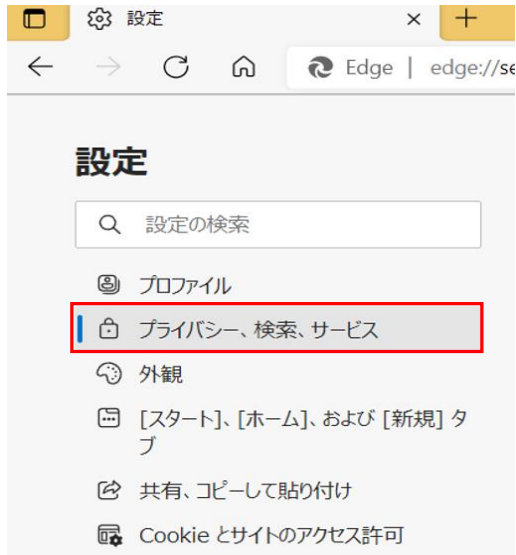 設定
Edge | edge://se
設定
設定の検索
プロファイル
プライバシー、検索、サービス
外観
[スタート]、[ホーム]、および [新規] タ
ブ
共有、コピーして貼り付け
Cookie とサイトのアクセス許可